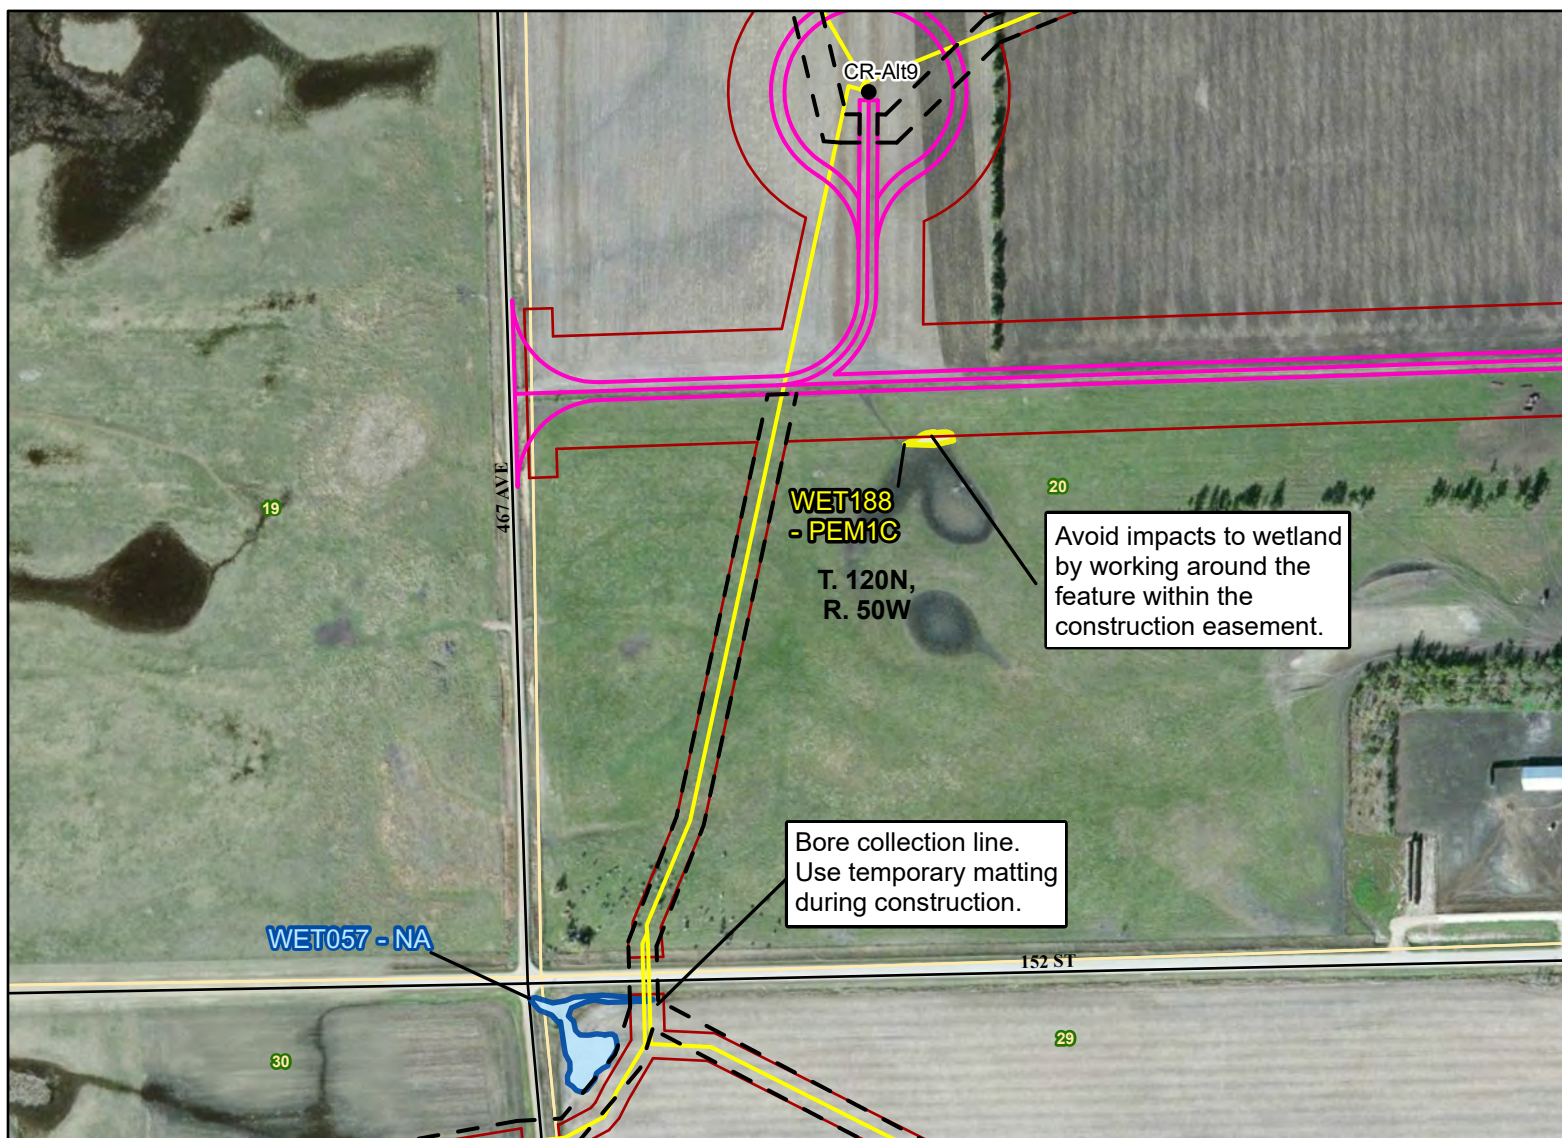 CR-Alt9
467 AVE
19
WET188
- PEM1C
20
T. 120N,
R. 50W
Avoid impacts to wetland
by working around the
feature within the
construction easement.
Bore collection line.
Use temporary matting
during construction.
WET057 - NA
152 ST
30
29